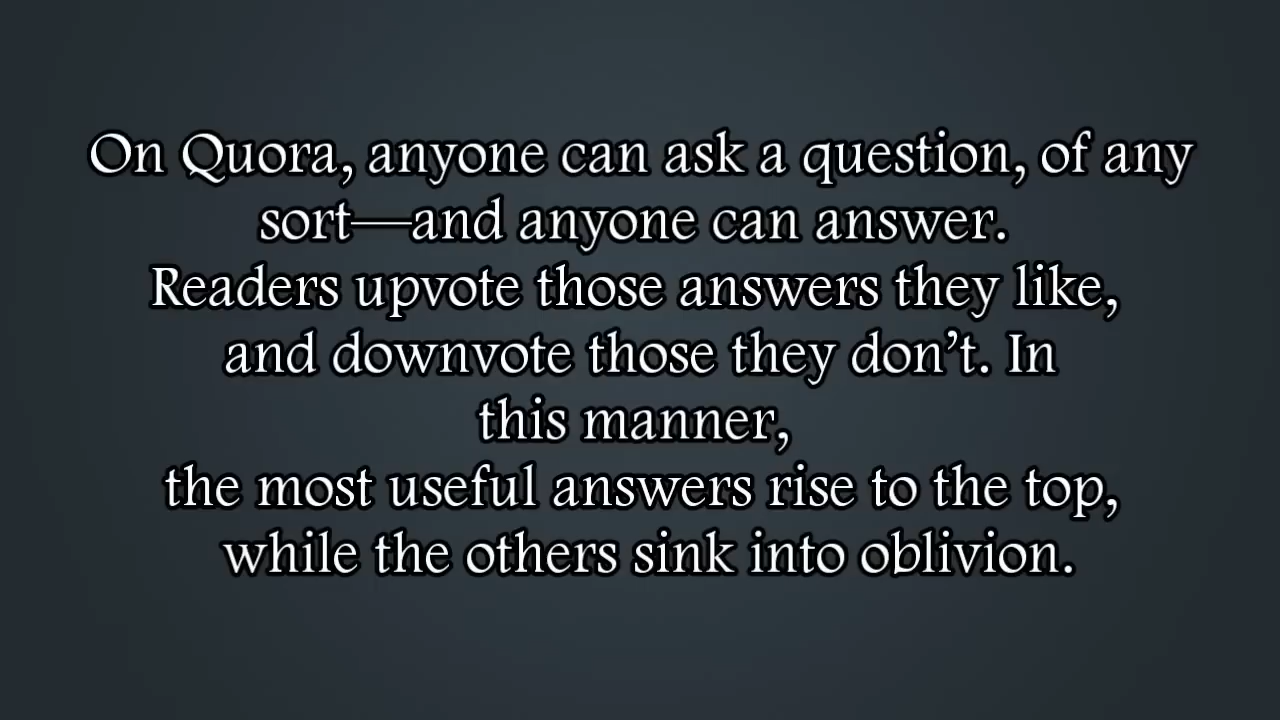 On Quora, anyone can ask a question, of any
sort—and anyone can answer.
Readers upvote those answers they like,
and downvote those they don’t. In
this manner,
the most useful answers rise to the top,
while the others sink into oblivion.